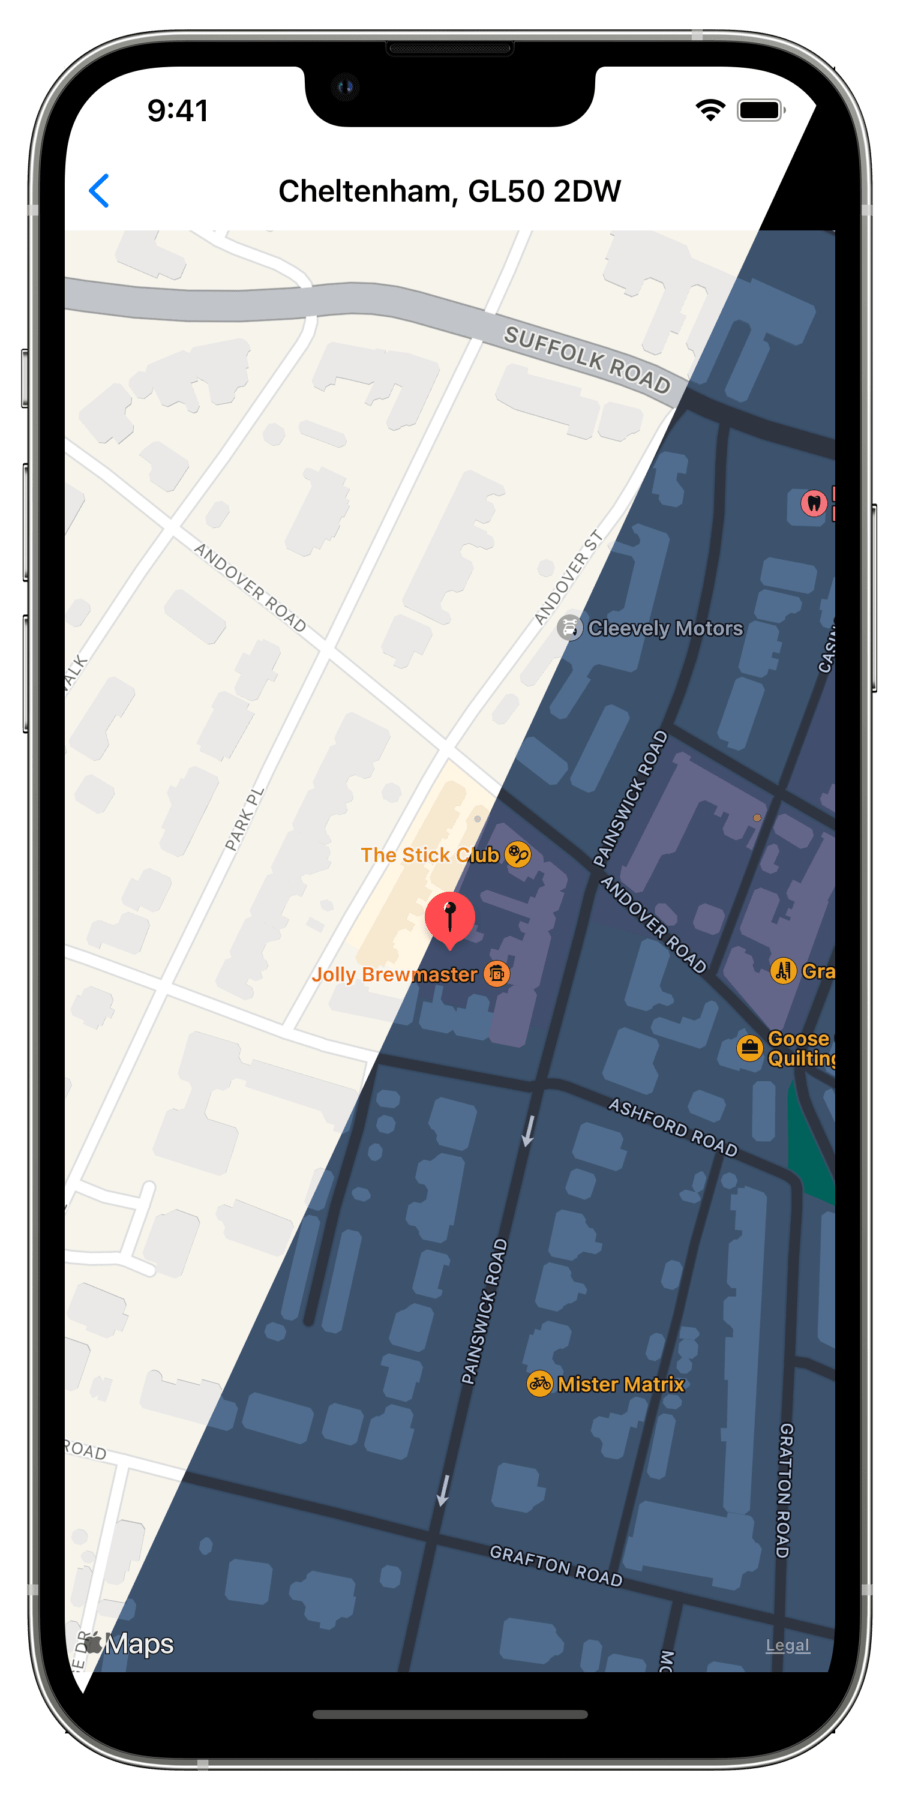 9:41
Cheltenham, GL50 2DW
SUFFOLK ROAD
ANDOVER ROAD
ANDOVER ST
Cleevely Motors
PARK PL
PAINSWICK ROAD
The Stick Club
ANDOVER ROAD
Jolly Brewmaster
Gra
Goose
Quilting
ASHFORD ROAD
PAINSWICK ROAD
Mister Matrix
ROAD
GRATTON ROAD
GRAFTON ROAD
Maps
Legal